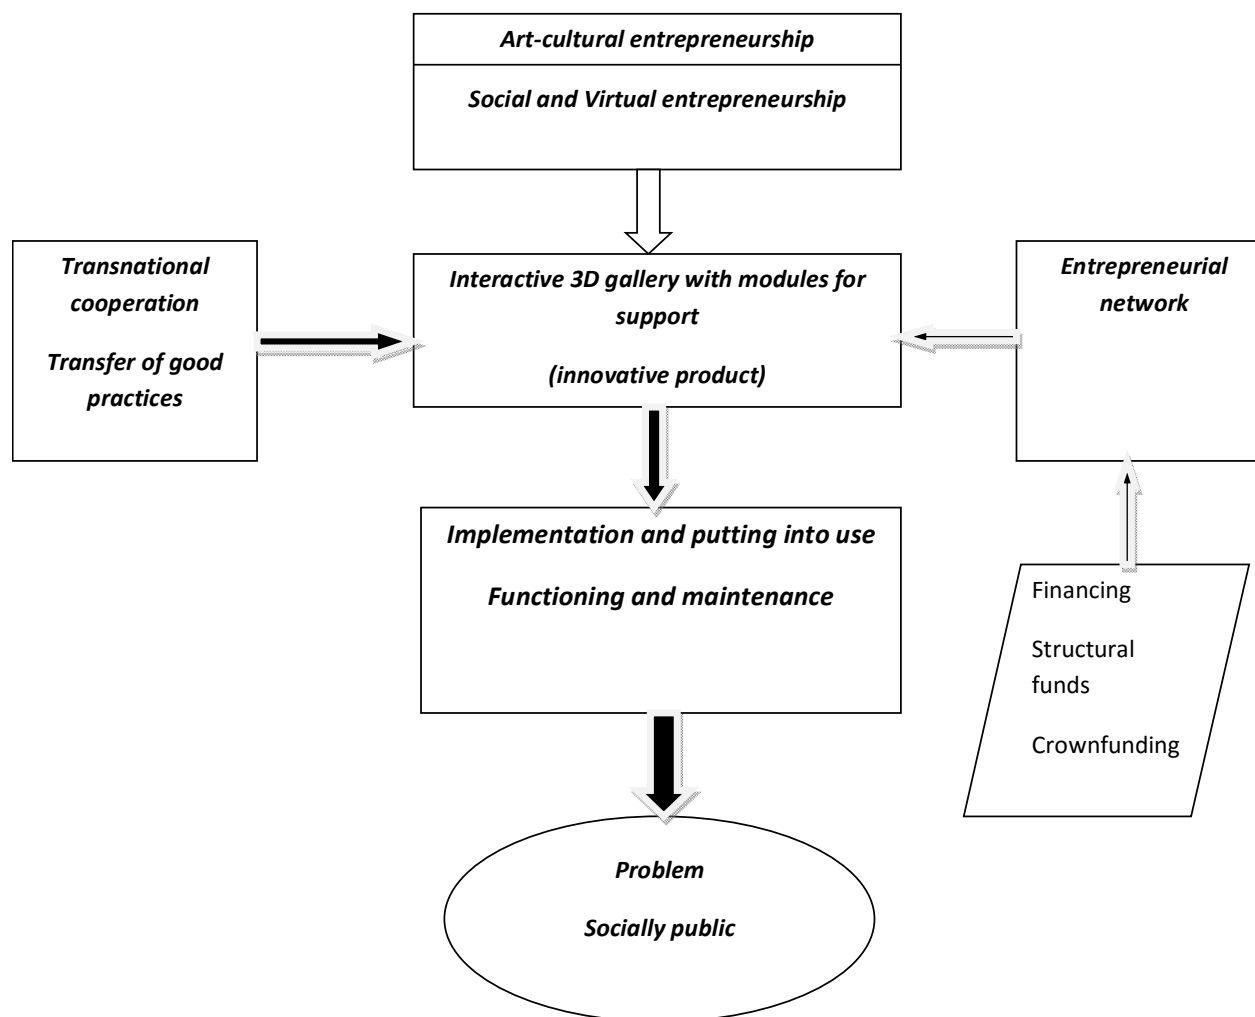 Art-cultural entrepreneurship
Social and Virtual entrepreneurship
Transnational
cooperation
Transfer of good
practices
Interactive 3D gallery with modules for
support
(innovative product)
Entrepreneurial
network
Implementation and putting into use
Functioning and maintenance
Financing
Structural
funds
Crownfunding
Problem
Socially public